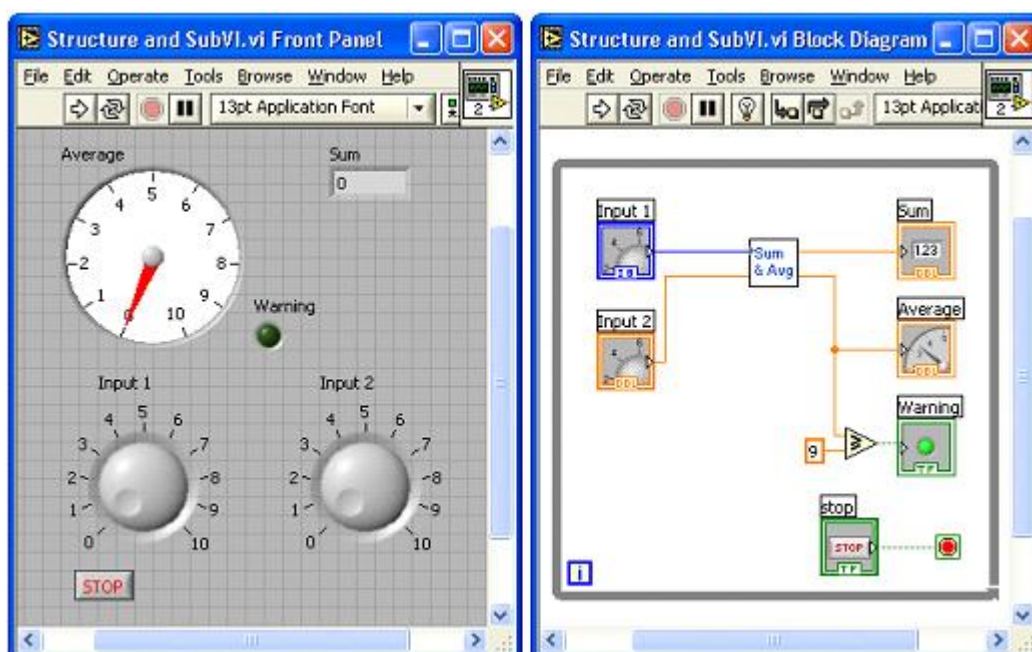 Structure and SubVI.vi Front Panel
File Edit Operate Tools Browse Window Help
13pt Application Font
2
Average
0 1 2 3 4 5 6 7 8 9 10
Sum
0
Warning
Input 1
0 1 2 3 4 5 6 7 8 9 10
Input 2
0 1 2 3 4 5 6 7 8 9 10
STOP
Structure and SubVI.vi Block Diagram
File Edit Operate Tools Browse Window Help
13pt Applicat
2
Input 1
Sum
& Avg
Sum
1.23
DBL
Input 2
DBL
Average
DBL
Warning
9
TF
stop
STOP
TF
i